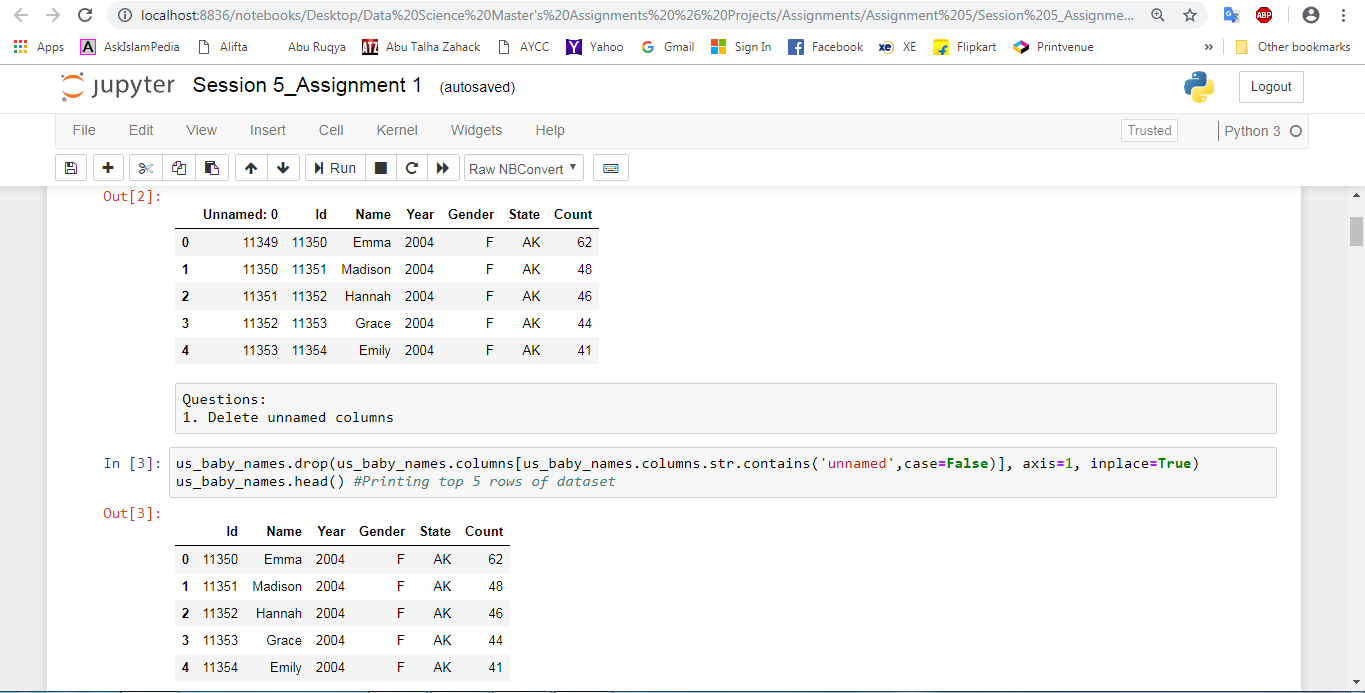 localhost:8836/notebooks/Desktop/Data%20Science%20Master's%20Assignments%20%26%20Projects/Assignments/Assignment%205/Session%205_Assignme...
ABP
Apps AskIslamPedia Alifta Abu Ruqya Abu Talha Zahack AYCC Yahoo Gmail Sign In Facebook XE Flipkart Printvenue » Other bookmarks
jupyter Session 5_Assignment 1 (autosaved) Logout
File Edit View Insert Cell Kernel Widgets Help Trusted Python 3
Run Raw NBConvert
Out[2]:
Unnamed: 0 Id Name Year Gender State Count
0 11349 11350 Emma 2004 F AK 62
1 11350 11351 Madison 2004 F AK 48
2 11351 11352 Hannah 2004 F AK 46
3 11352 11353 Grace 2004 F AK 44
4 11353 11354 Emily 2004 F AK 41
Questions:
1. Delete unnamed columns
In [3]: us_baby_names.drop(us_baby_names.columns[us_baby_names.columns.str.contains('unnamed',case=False)], axis=1, inplace=True)
us_baby_names.head() #Printing top 5 rows of dataset
Out[3]:
Id Name Year Gender State Count
0 11350 Emma 2004 F AK 62
1 11351 Madison 2004 F AK 48
2 11352 Hannah 2004 F AK 46
3 11353 Grace 2004 F AK 44
4 11354 Emily 2004 F AK 41